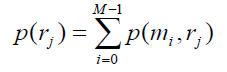 p(r_j) = \sum_{i=0}^{M-1} p(m_i, r_j)